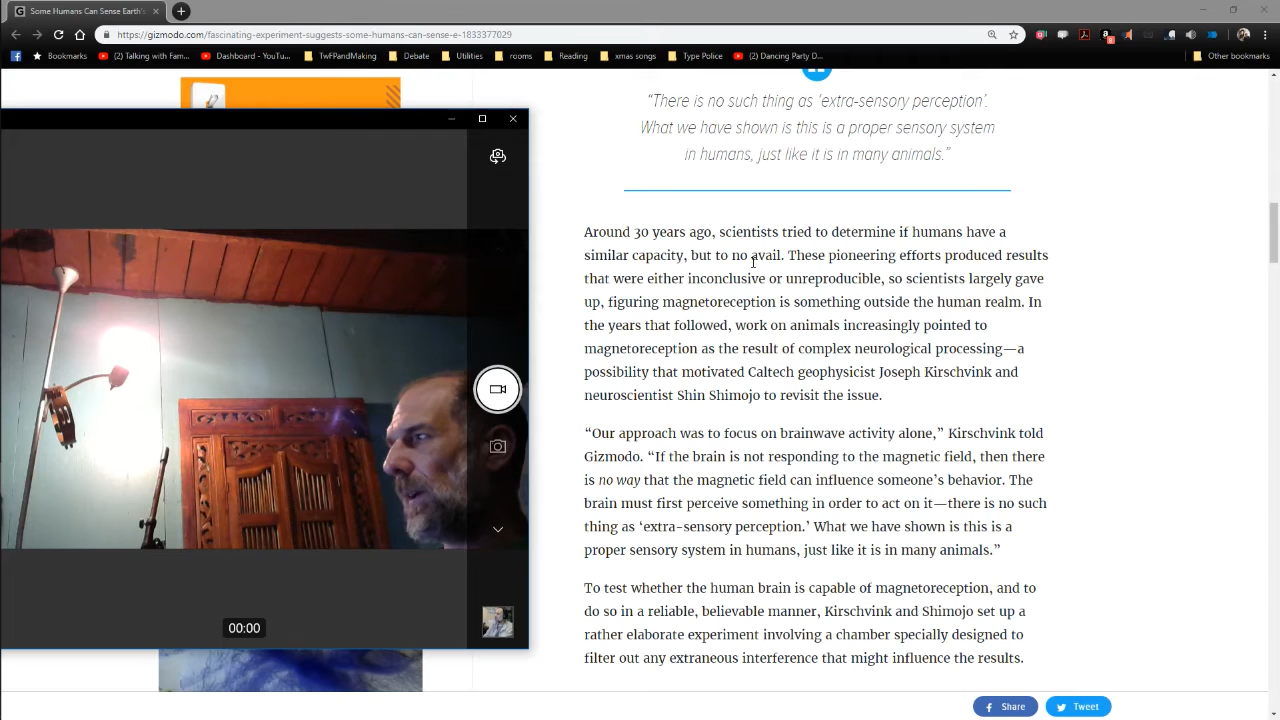 Some Humans Can Sense Earth's
https://gizmodo.com/fascinating-experiment-suggests-some-humans-can-sense-e-1833377029
Bookmarks
(2) Talking with Fam...
Dashboard - YouTu...
TwFPandMaking
Debate
Utilities
rooms
Reading
xmas songs
Type Police
(2) Dancing Party D...
Other bookmarks
“There is no such thing as ‘extra-sensory perception’.
What we have shown is this is a proper sensory system
in humans, just like it is in many animals.”
Around 30 years ago, scientists tried to determine if humans have a
similar capacity, but to no avail. These pioneering efforts produced results
that were either inconclusive or unreproducible, so scientists largely gave
up, figuring magnetoreception is something outside the human realm. In
the years that followed, work on animals increasingly pointed to
magnetoreception as the result of complex neurological processing—a
possibility that motivated Caltech geophysicist Joseph Kirschvink and
neuroscientist Shin Shimojo to revisit the issue.
“Our approach was to focus on brainwave activity alone,” Kirschvink told
Gizmodo. “If the brain is not responding to the magnetic field, then there
is no way that the magnetic field can influence someone’s behavior. The
brain must first perceive something in order to act on it—there is no such
thing as ‘extra-sensory perception.’ What we have shown is this is a
proper sensory system in humans, just like it is in many animals.”
To test whether the human brain is capable of magnetoreception, and to
do so in a reliable, believable manner, Kirschvink and Shimojo set up a
rather elaborate experiment involving a chamber specially designed to
filter out any extraneous interference that might influence the results.
00:00
Share
Tweet